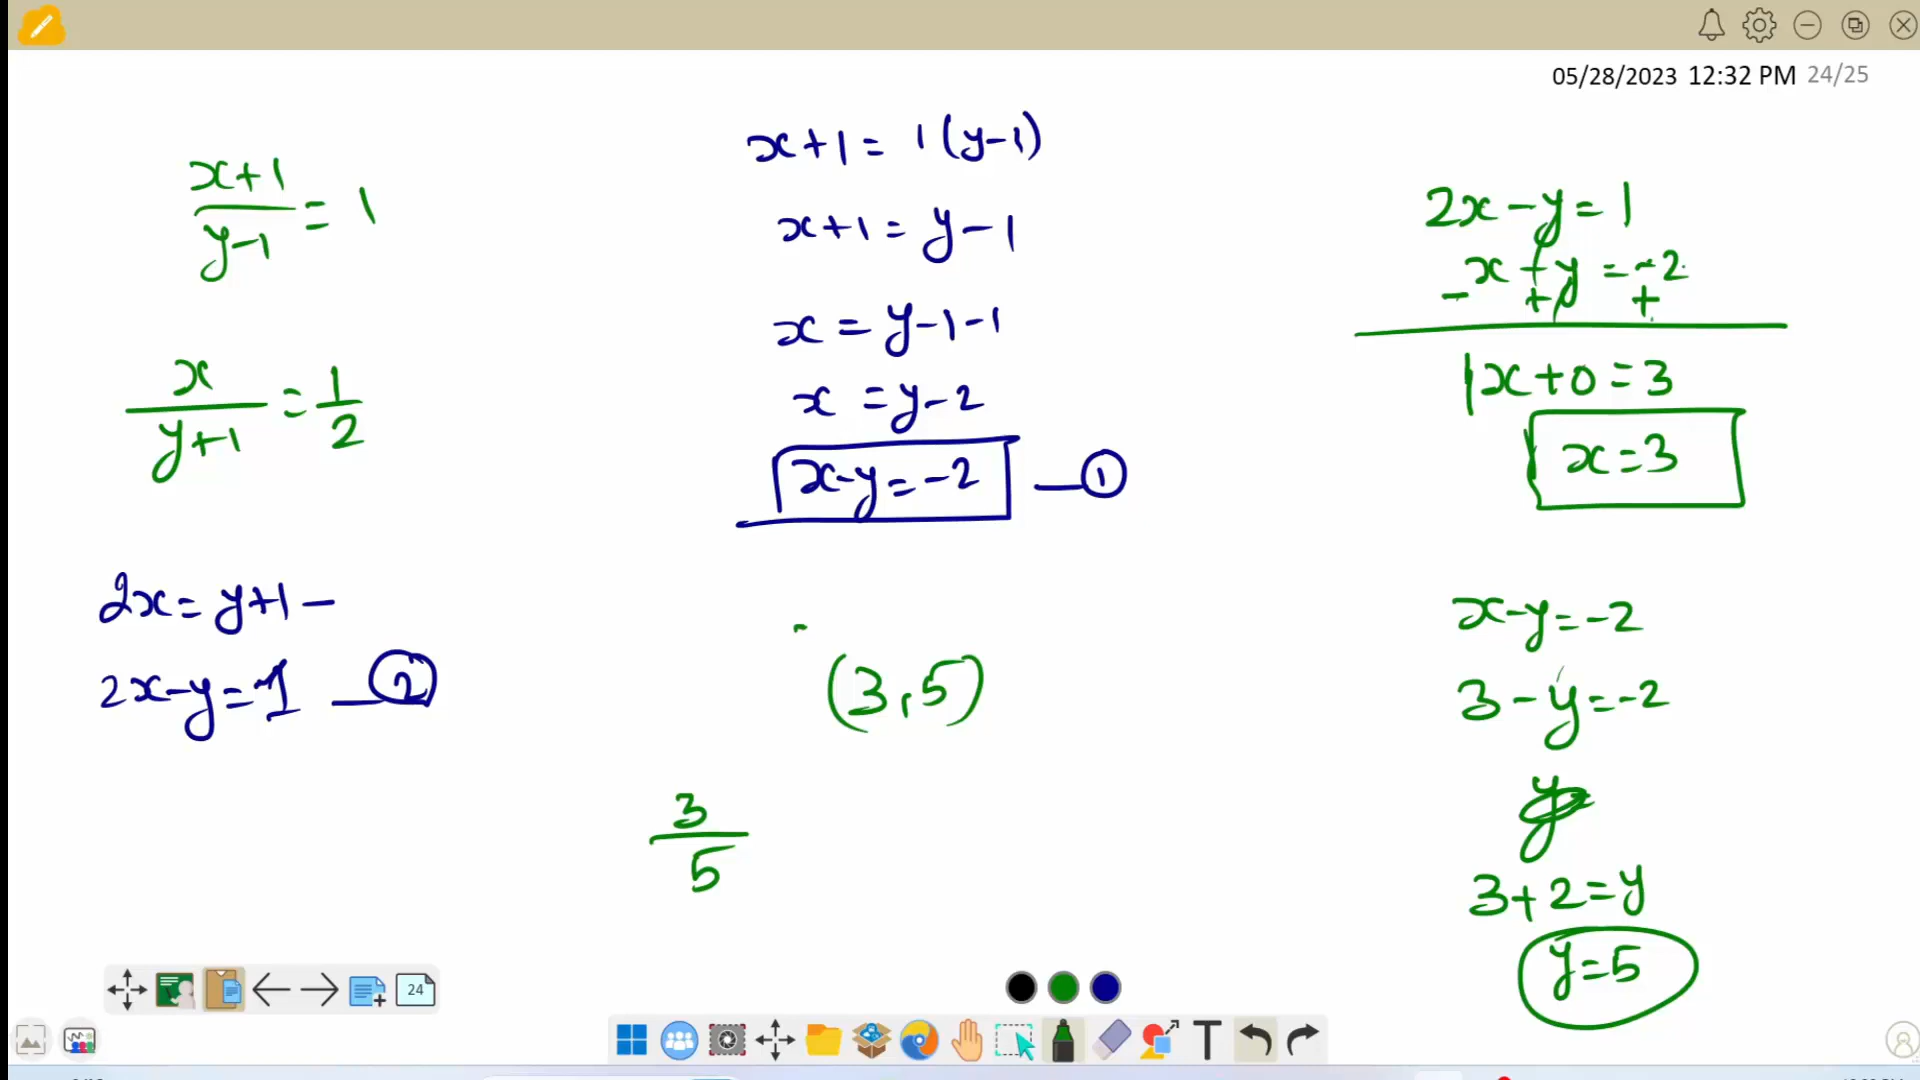 05/28/2023 12:32 PM 24/25
x+1/y-1 = 1
x/y+1 = 1/2
2x = y+1 -
2x-y = 1 — ②
x+1 = 1(y-1)
x+1 = y-1
x = y-1-1
x = y-2
x-y = -2 — ①
(3,5)
3/5
2x-y = 1
x-y = -2
- + +
1x+0 = 3
x = 3
x-y = -2
3-y = -2
3+2 = y
y = 5
24
T